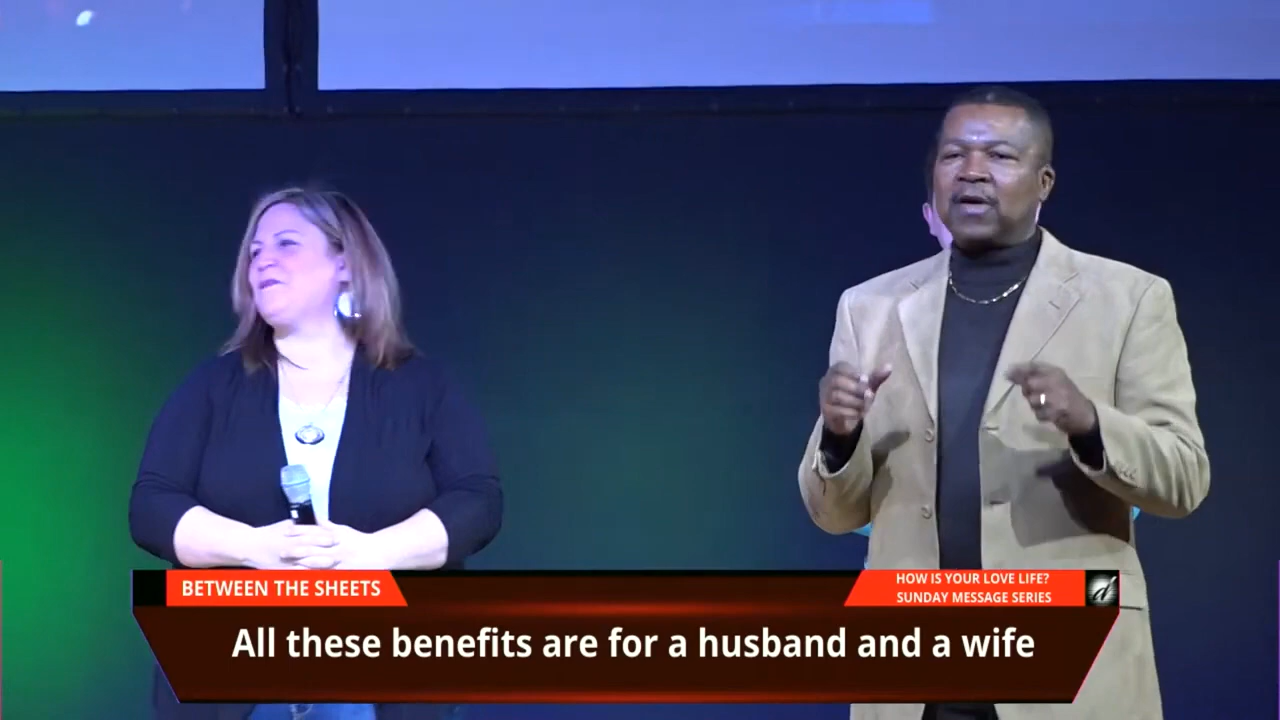 BETWEEN THE SHEETS
HOW IS YOUR LOVE LIFE?
SUNDAY MESSAGE SERIES
d
All these benefits are for a husband and a wife